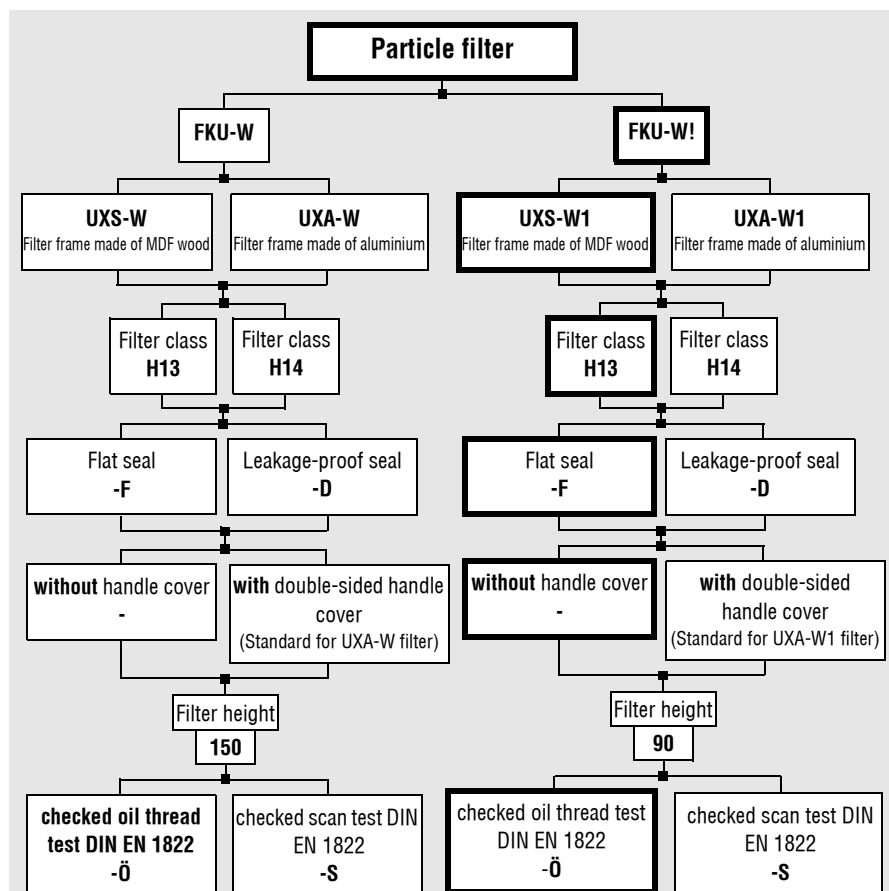 Particle filter
FKU-W
FKU-W!
UXS-W
Filter frame made of MDF wood
UXA-W
Filter frame made of aluminium
UXS-W1
Filter frame made of MDF wood
UXA-W1
Filter frame made of aluminium
Filter class
H13
Filter class
H14
Filter class
H13
Filter class
H14
Flat seal
-F
Leakage-proof seal
-D
Flat seal
-F
Leakage-proof seal
-D
without handle cover
-
with double-sided handle
cover
(Standard for UXA-W filter)
without handle cover
-
with double-sided
handle cover
(Standard for UXA-W1 filter)
Filter height
150
Filter height
90
checked oil thread
test DIN EN 1822
-Ö
checked scan test DIN
EN 1822
-S
checked oil thread test
DIN EN 1822
-Ö
checked scan test DIN
EN 1822
-S